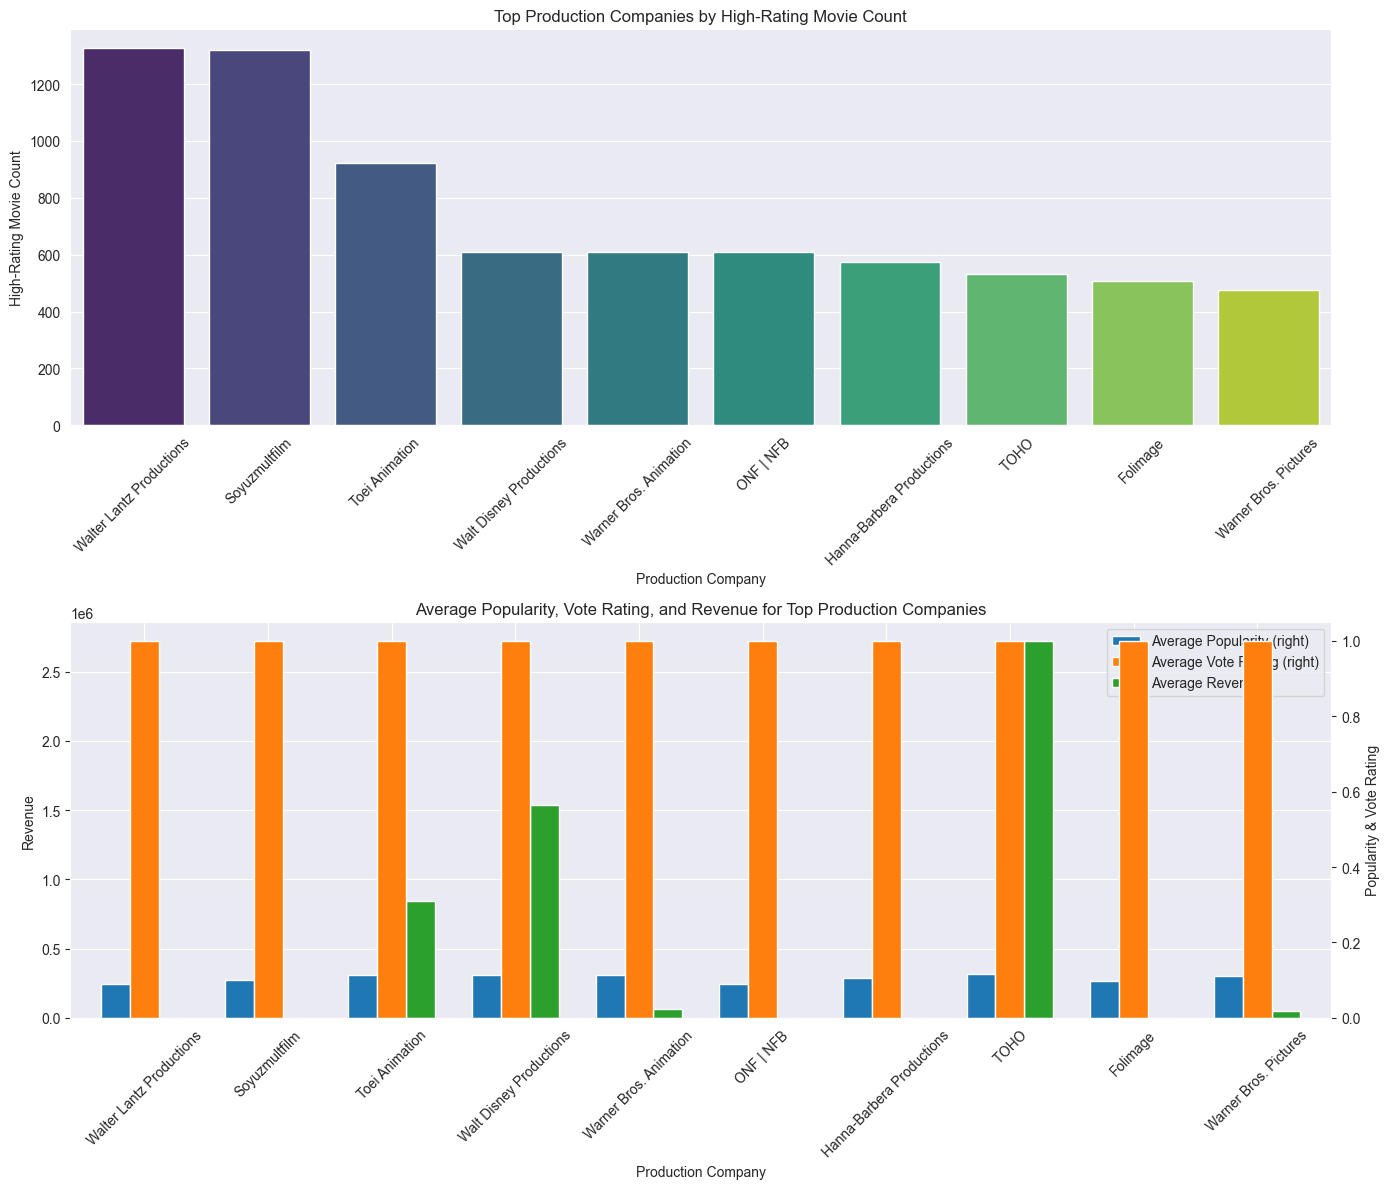 Top Production Companies by High-Rating Movie Count
High-Rating Movie Count
1200
1000
800
600
400
200
0
Walter Lantz Productions
Soyuzmultfilm
Toei Animation
Walt Disney Productions
Warner Bros. Animation
ONF | NFB
Hanna-Barbera Productions
TOHO
Folimage
Warner Bros. Pictures
Production Company
Average Popularity, Vote Rating, and Revenue for Top Production Companies
1e6
Revenue
2.5
2.0
1.5
1.0
0.5
0.0
Average Popularity (right)
Average Vote R g (right)
Average Reven
1.0
0.8
0.6
0.4
0.2
0.0
Popularity & Vote Rating
Walter Lantz Productions
Soyuzmultfilm
Toei Animation
Walt Disney Productions
Warner Bros. Animation
ONF | NFB
Hanna-Barbera Productions
TOHO
Folimage
Warner Bros. Pictures
Production Company